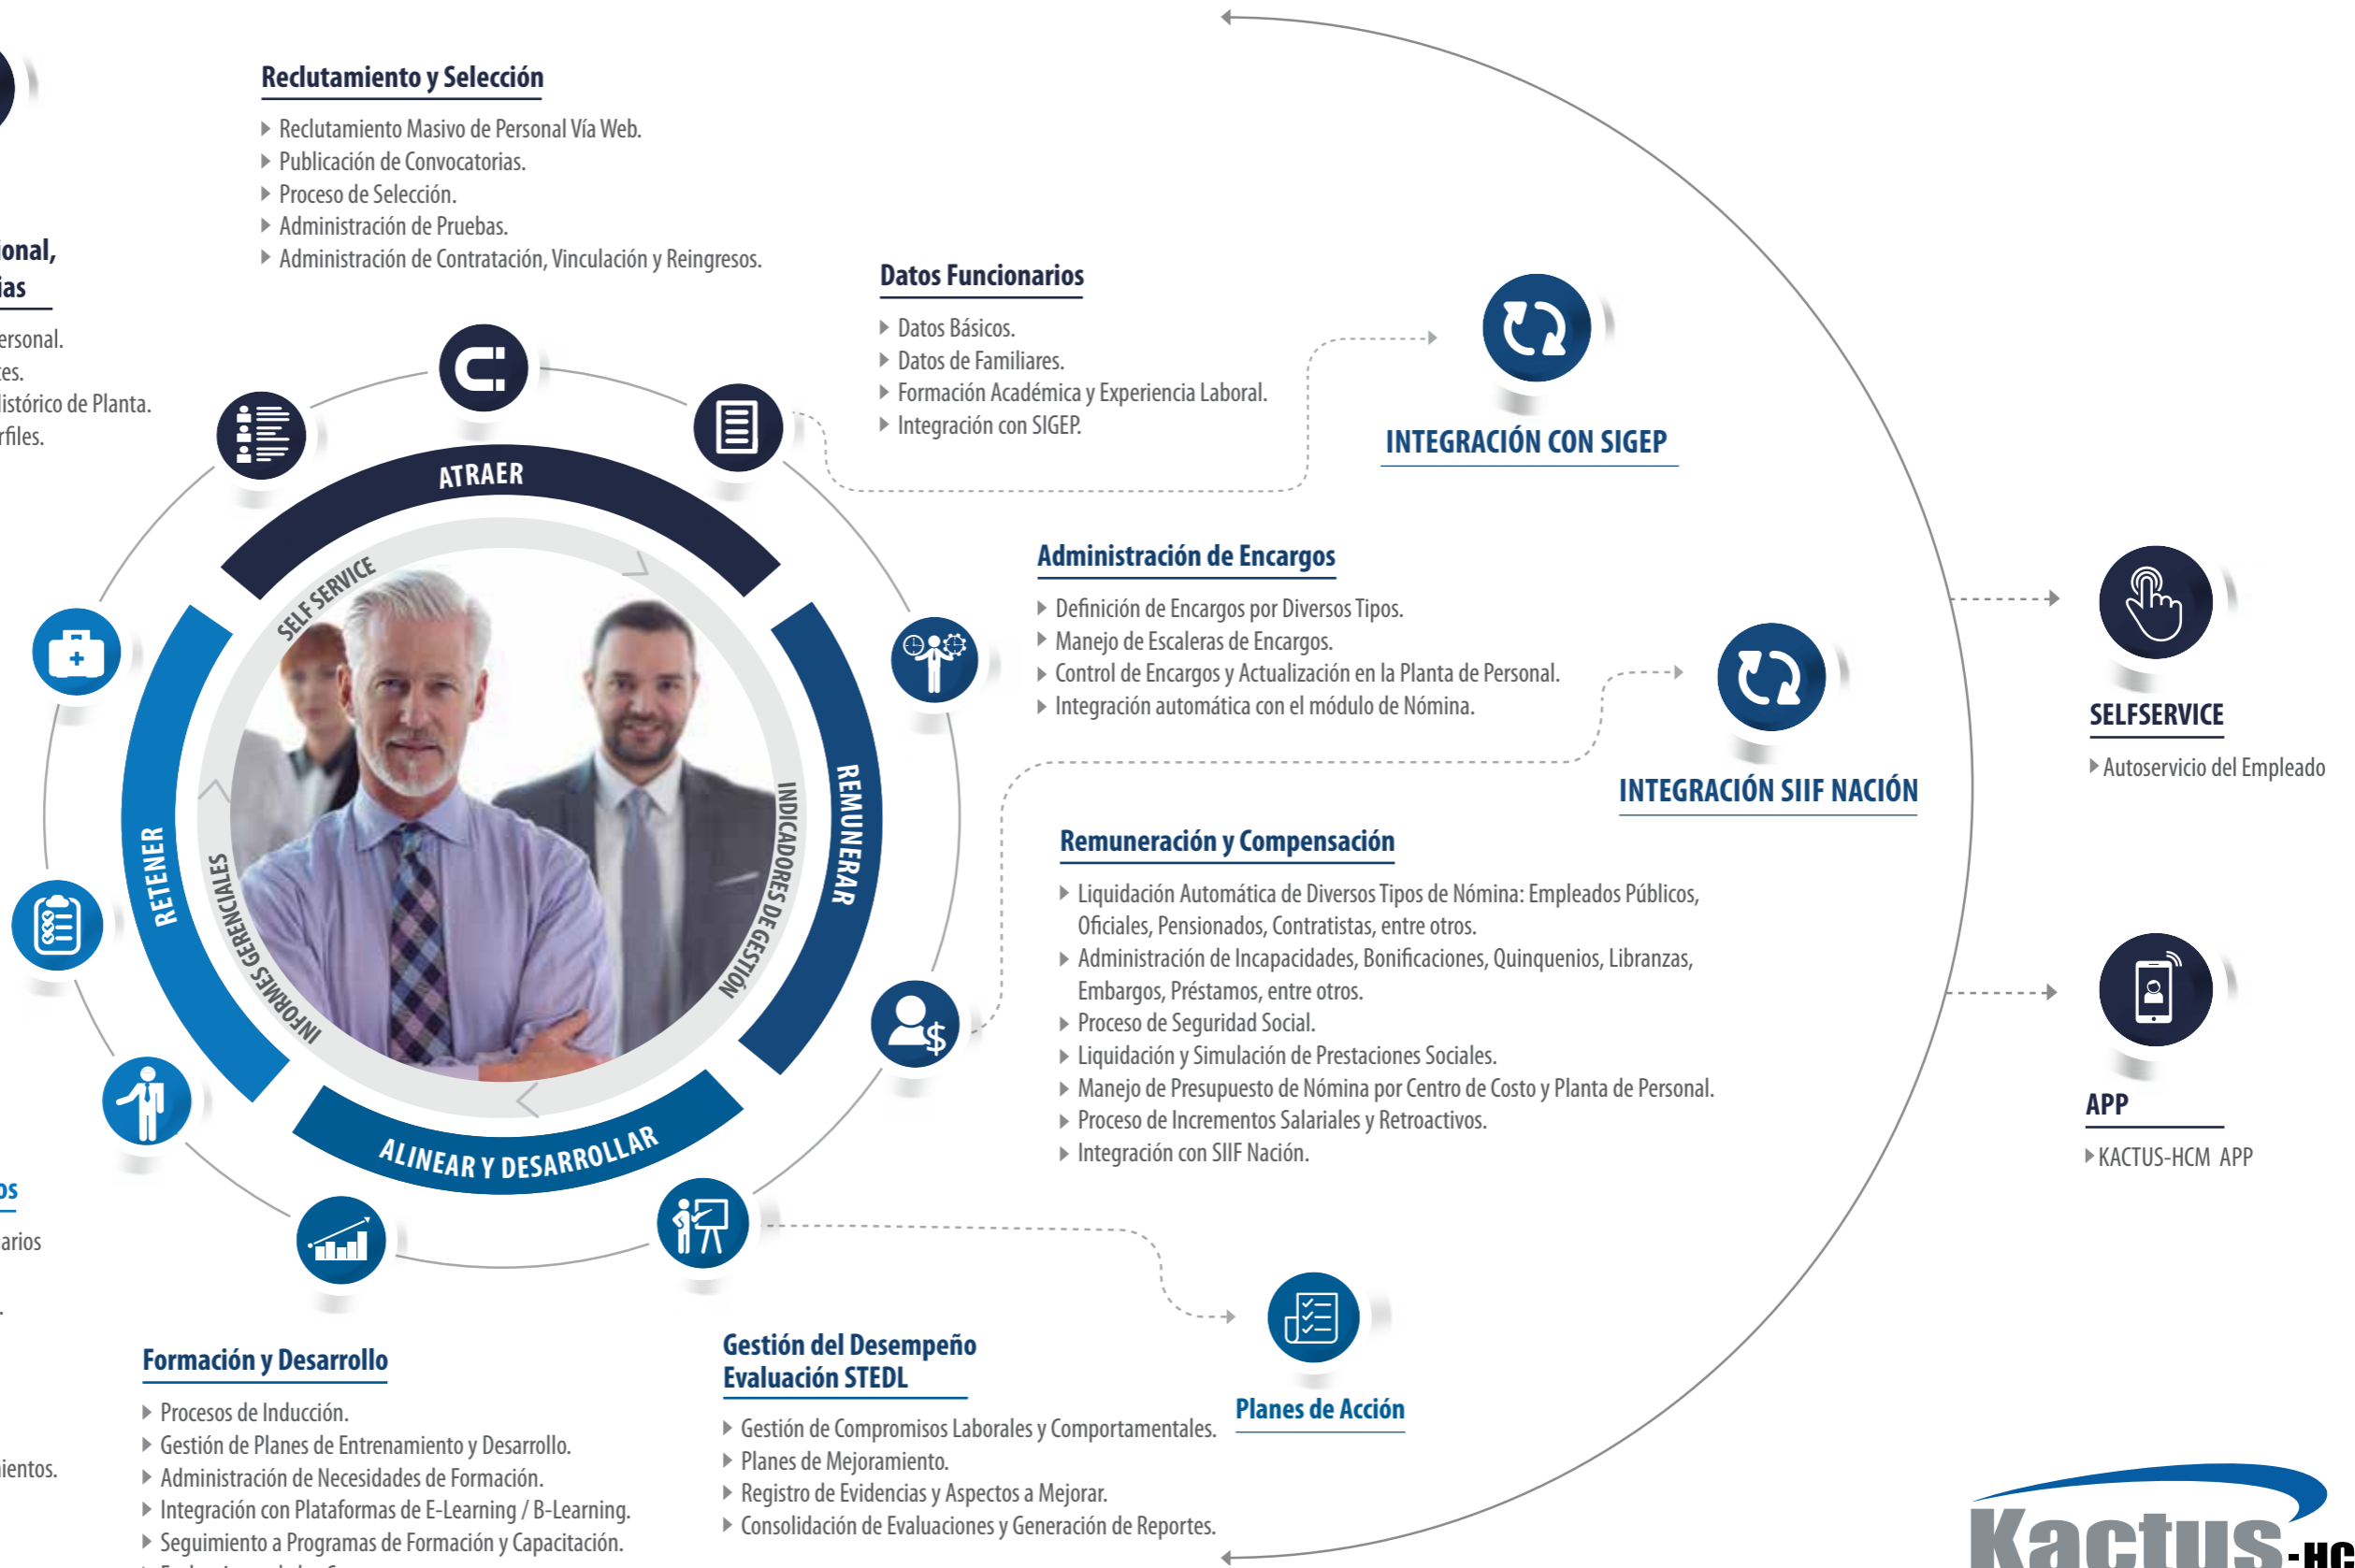 Reclutamiento y Selección
Reclutamiento Masivo de Personal Vía Web.
Publicación de Convocatorias.
Proceso de Selección.
Administración de Pruebas.
Administración de Contratación, Vinculación y Reingresos.
Histórico de Planta.
Datos Funcionarios
Datos Básicos.
Datos de Familiares.
Formación Académica y Experiencia Laboral.
Integración con SIGEP.
INTEGRACIÓN CON SIGEP
ATRAER
REMUNERAR
ALINEAR Y DESARROLLAR
RETENER
SELF SERVICE
INDICADORES DE GESTIÓN
INFORMES GERENCIALES
Administración de Encargos
Definición de Encargos por Diversos Tipos.
Manejo de Escaleras de Encargos.
Control de Encargos y Actualización en la Planta de Personal.
Integración automática con el módulo de Nómina.
INTEGRACIÓN SIIF NACIÓN
Remuneración y Compensación
Liquidación Automática de Diversos Tipos de Nómina: Empleados Públicos,
Oficiales, Pensionados, Contratistas, entre otros.
Administración de Incapacidades, Bonificaciones, Quinquenios, Libranzas,
Embargos, Préstamos, entre otros.
Proceso de Seguridad Social.
Liquidación y Simulación de Prestaciones Sociales.
Manejo de Presupuesto de Nómina por Centro de Costo y Planta de Personal.
Proceso de Incrementos Salariales y Retroactivos.
Integración con SIIF Nación.
SELFSERVICE
Autoservicio del Empleado
APP
KACTUS-HCM APP
Formación y Desarrollo
Procesos de Inducción.
Gestión de Planes de Entrenamiento y Desarrollo.
Administración de Necesidades de Formación.
Integración con Plataformas de E-Learning / B-Learning.
Seguimiento a Programas de Formación y Capacitación.
Gestión del Desempeño
Evaluación STEDL
Gestión de Compromisos Laborales y Comportamentales.
Planes de Mejoramiento.
Registro de Evidencias y Aspectos a Mejorar.
Consolidación de Evaluaciones y Generación de Reportes.
Planes de Acción
Kactus-HC